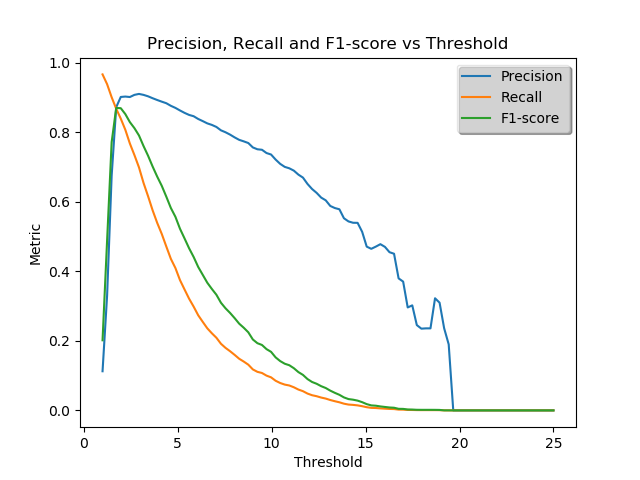 Precision, Recall and F1-score vs Threshold
Precision
Recall
F1-score
Metric
1.0
0.8
0.6
0.4
0.2
0.0
0 5 10 15 20 25
Threshold